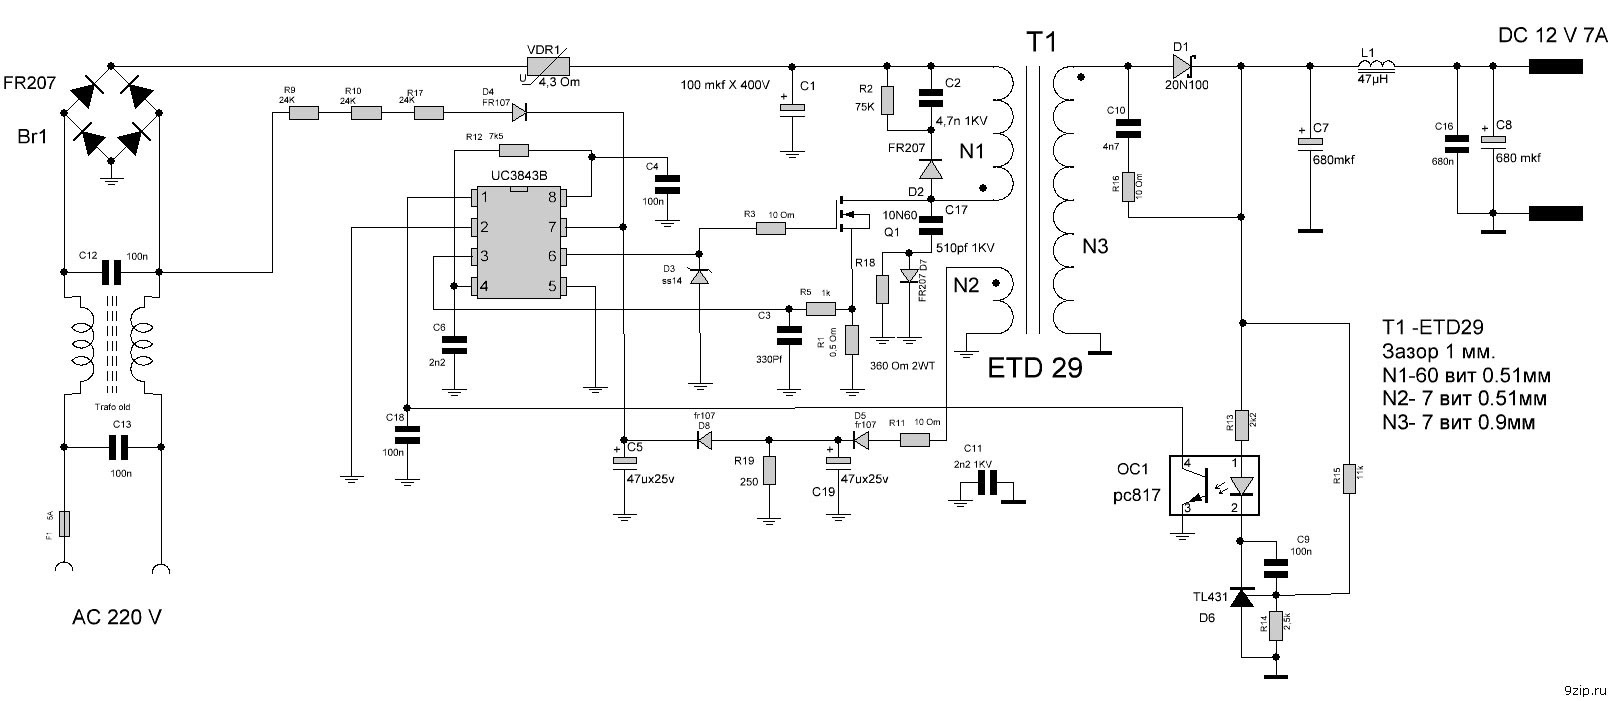 DC 12 V 7A
T1
FR207
Br1
VDR1
U
4,3 Om
100 mkf X 400V
C1
+
R2
75K
C2
4,7n 1KV
FR207
D2
N1
D1
20N100
L1
47µH
R9
24K
R10
24K
R17
24K
D4
FR107
R12 7k5
UC3843B
C4
100n
1
2
3
4
8
7
6
5
C10
4n7
R16
10 Om
C7
+
680mkf
C16
680n
C8
+
680 mkf
R3
10 Om
10N60
Q1
C17
510pf 1KV
N3
C12
100n
D3
ss14
R18
FR207 D7
N2
R5 1k
C3
330Pf
R1
0,5 Om
C6
2n2
360 Om 2WT
ETD 29
T1 -ETD29
Зазор 1 мм.
N1-60 вит 0.51мм
N2- 7 вит 0.51мм
N3- 7 вит 0.9мм
Trafo old
C13
100n
C18
100n
fr107
D8
D5
fr107
R11
10 Om
R13
2k2
C5
+
47ux25v
R19
250
+
47ux25v
C19
C11
2n2 1KV
OC1
pc817
4
1
3
2
R15
11k
F1
5A
C9
100n
TL431
D6
R14
2,5k
AC 220 V
9zip.ru